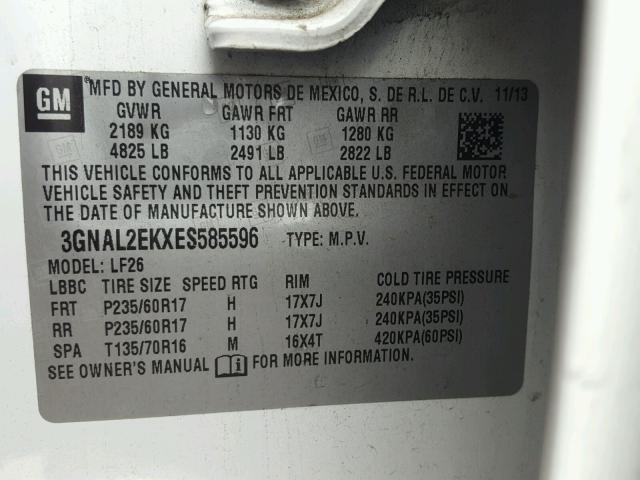 GM
MFD BY GENERAL MOTORS DE MEXICO, S. DE R.L. DE C.V. 11/13
GVWR GAWR FRT GAWR RR
2189 KG 1130 KG 1280 KG
4825 LB 2491 LB 2822 LB
THIS VEHICLE CONFORMS TO ALL APPLICABLE U.S. FEDERAL MOTOR
VEHICLE SAFETY AND THEFT PREVENTION STANDARDS IN EFFECT ON
THE DATE OF MANUFACTURE SHOWN ABOVE.
3GNAL2EKXES585596 TYPE: M.P.V.
MODEL: LF26
LBBC TIRE SIZE SPEED RTG RIM COLD TIRE PRESSURE
FRT P235/60R17 H 17X7J 240KPA(35PSI)
RR P235/60R17 H 17X7J 240KPA(35PSI)
SPA T135/70R16 M 16X4T 420KPA(60PSI)
SEE OWNER'S MANUAL i FOR MORE INFORMATION.